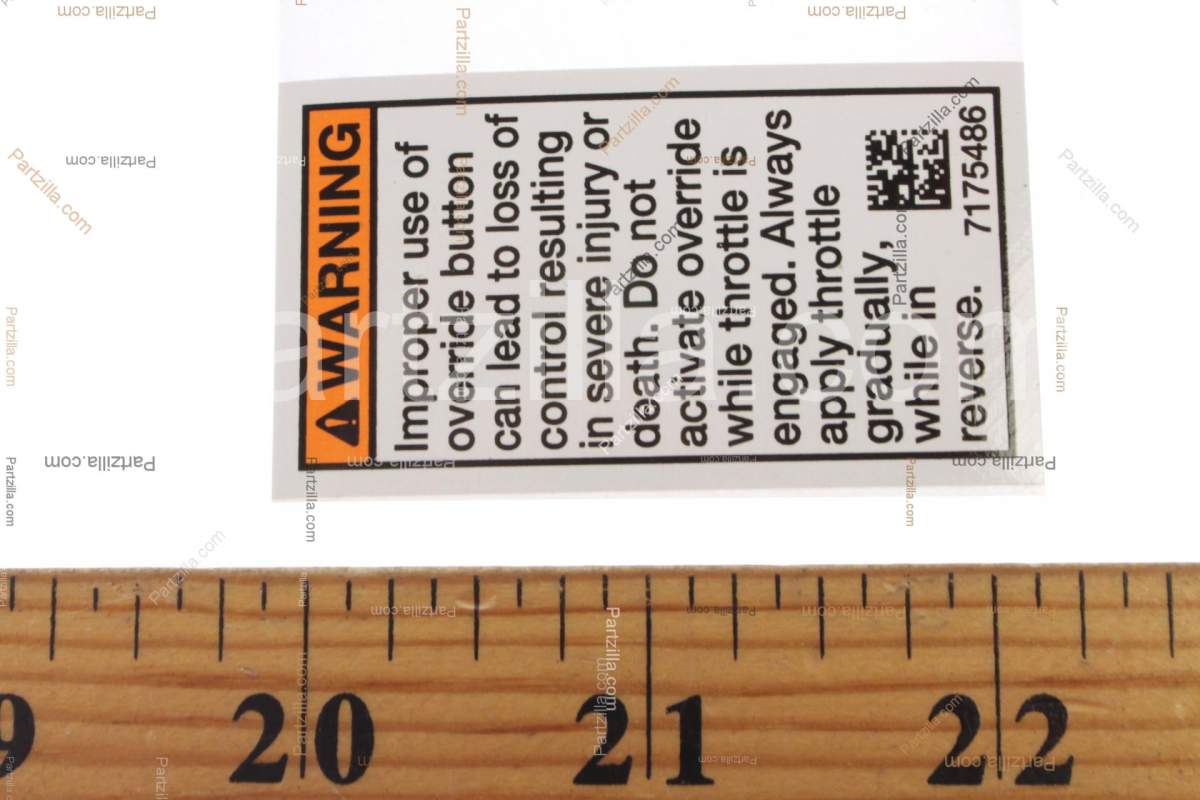 WARNING
Improper use of
override button
can lead to loss of
control resulting
in severe injury or
death. Do not
activate override
while throttle is
engaged. Always
apply throttle
gradually,
while in
reverse. 7175486
20 21 22
Partzilla.com